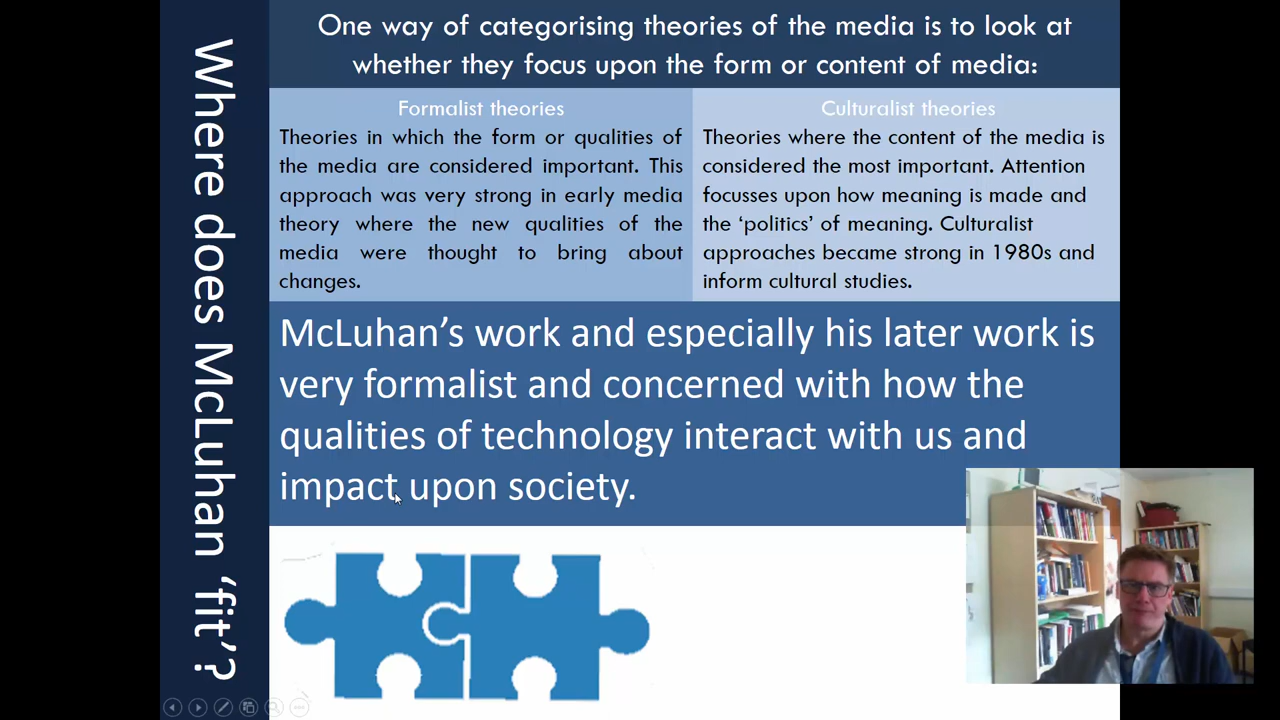 Where does McLuhan 'fit'?
One way of categorising theories of the media is to look at
whether they focus upon the form or content of media:
Formalist theories
Theories in which the form or qualities of
the media are considered important. This
approach was very strong in early media
theory where the new qualities of the
media were thought to bring about
changes.
Culturalist theories
Theories where the content of the media is
considered the most important. Attention
focusses upon how meaning is made and
the ‘politics’ of meaning. Culturalist
approaches became strong in 1980s and
inform cultural studies.
McLuhan’s work and especially his later work is
very formalist and concerned with how the
qualities of technology interact with us and
impact upon society.